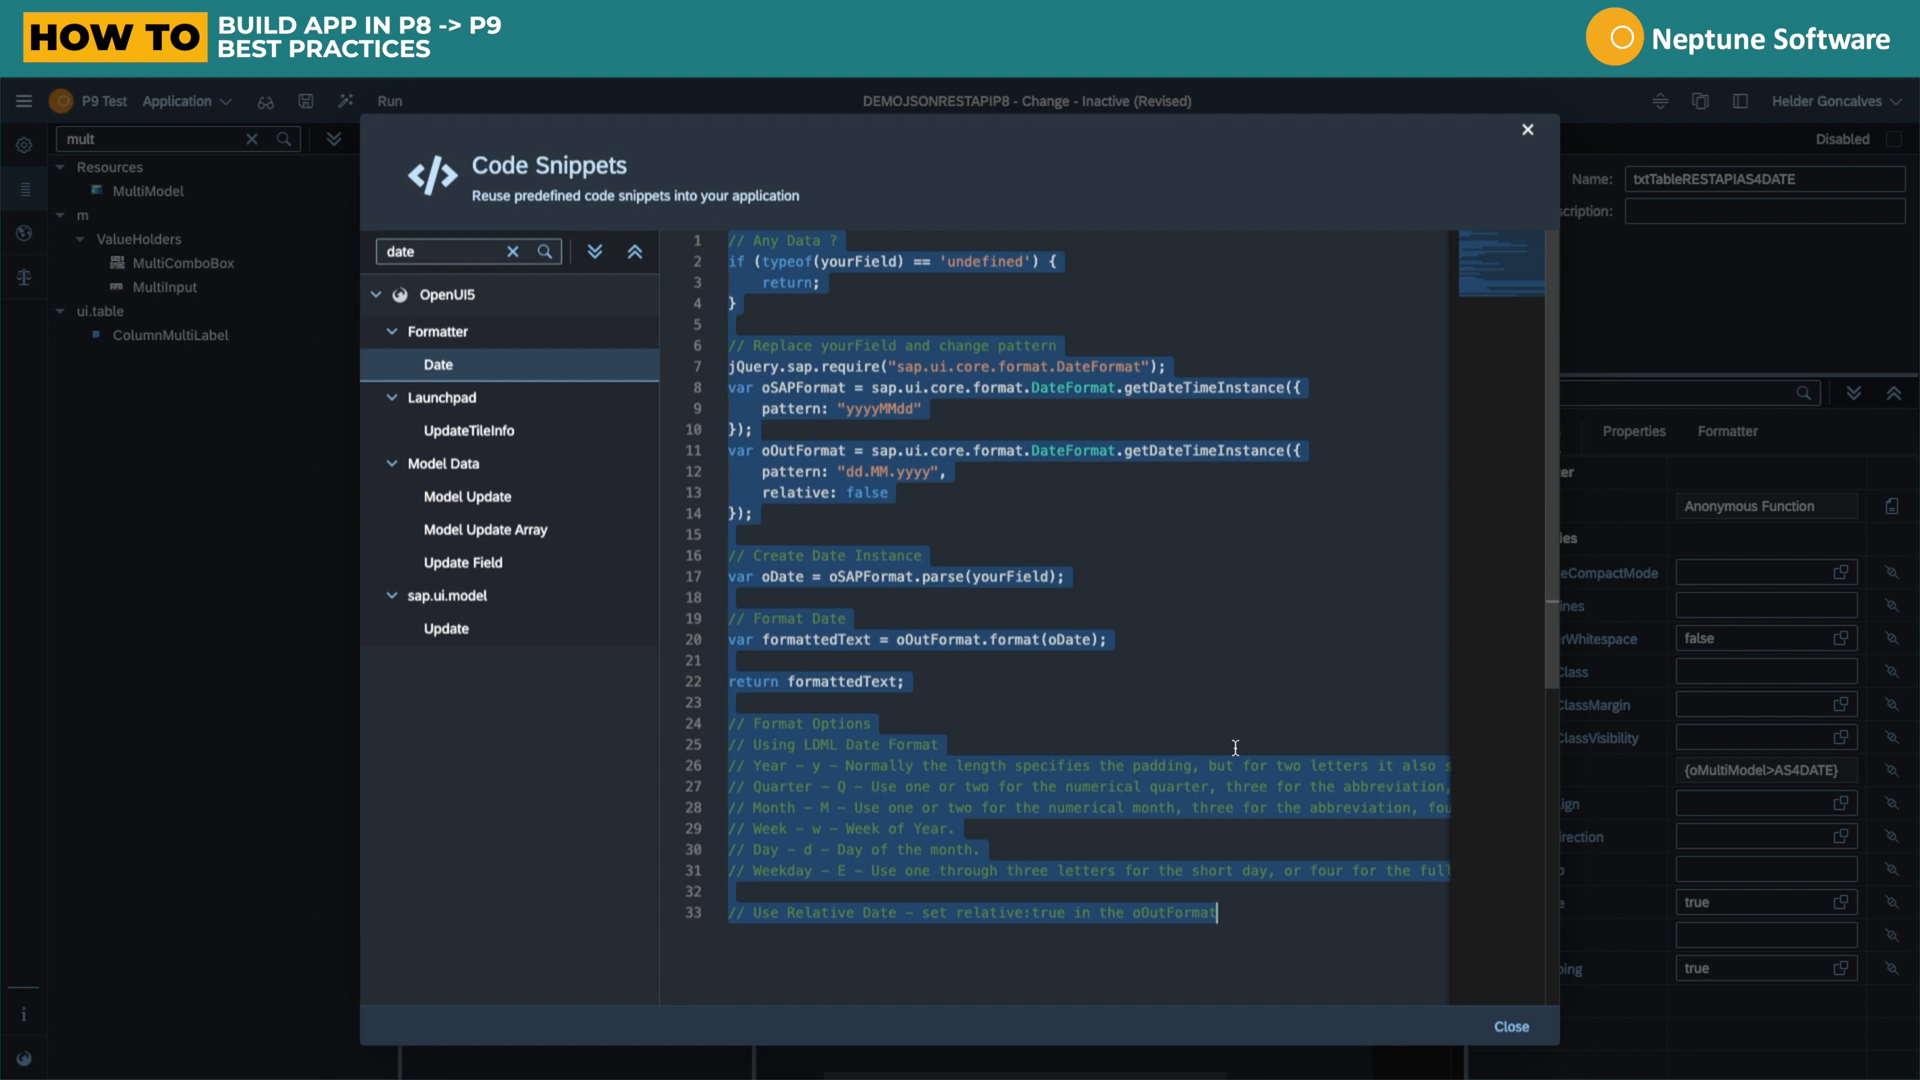 HOW TO
BUILD APP IN P8 -> P9
BEST PRACTICES
Neptune Software
P9 Test
Application
Run
DEMOJSONRESTAPIP8 - Change - Inactive (Revised)
Helder Goncalves
mult
Resources
MultiModel
m
ValueHolders
MultiComboBox
MultiInput
ui.table
ColumnMultiLabel
Code Snippets
Reuse predefined code snippets into your application
date
OpenUI5
Formatter
Date
Launchpad
UpdateTileInfo
Model Data
Model Update
Model Update Array
Update Field
sap.ui.model
Update
1 // Any Data ?
2 if (typeof(yourField) == 'undefined') {
3 return;
4 }
5
6 // Replace yourField and change pattern
7 jQuery.sap.require("sap.ui.core.format.DateFormat");
8 var oSAPFormat = sap.ui.core.format.DateFormat.getDateTimeInstance({
9 pattern: "yyyyMMdd"
10 });
11 var oOutFormat = sap.ui.core.format.DateFormat.getDateTimeInstance({
12 pattern: "dd.MM.yyyy",
13 relative: false
14 });
15
16 // Create Date Instance
17 var oDate = oSAPFormat.parse(yourField);
18
19 // Format Date
20 var formattedText = oOutFormat.format(oDate);
21
22 return formattedText;
23
24 // Format Options
25 // Using LDML Date Format
26 // Year - y - Normally the length specifies the padding, but for two letters it also s
27 // Quarter - Q - Use one or two for the numerical quarter, three for the abbreviation,
28 // Month - M - Use one or two for the numerical month, three for the abbreviation, fou
29 // Week - w - Week of Year.
30 // Day - d - Day of the month.
31 // Weekday - E - Use one through three letters for the short day, or four for the full
32
33 // Use Relative Date - set relative:true in the oOutFormat
Close
Disabled
Name: txtTableRESTAPIAS4DATE
scription:
Properties
Formatter
er
Anonymous Function
ies
eCompactMode
ines
rWhitespace false
Class
ClassMargin
ClassVisibility
{oMultiModel>AS4DATE}
ign
irection
o
e true
ping true